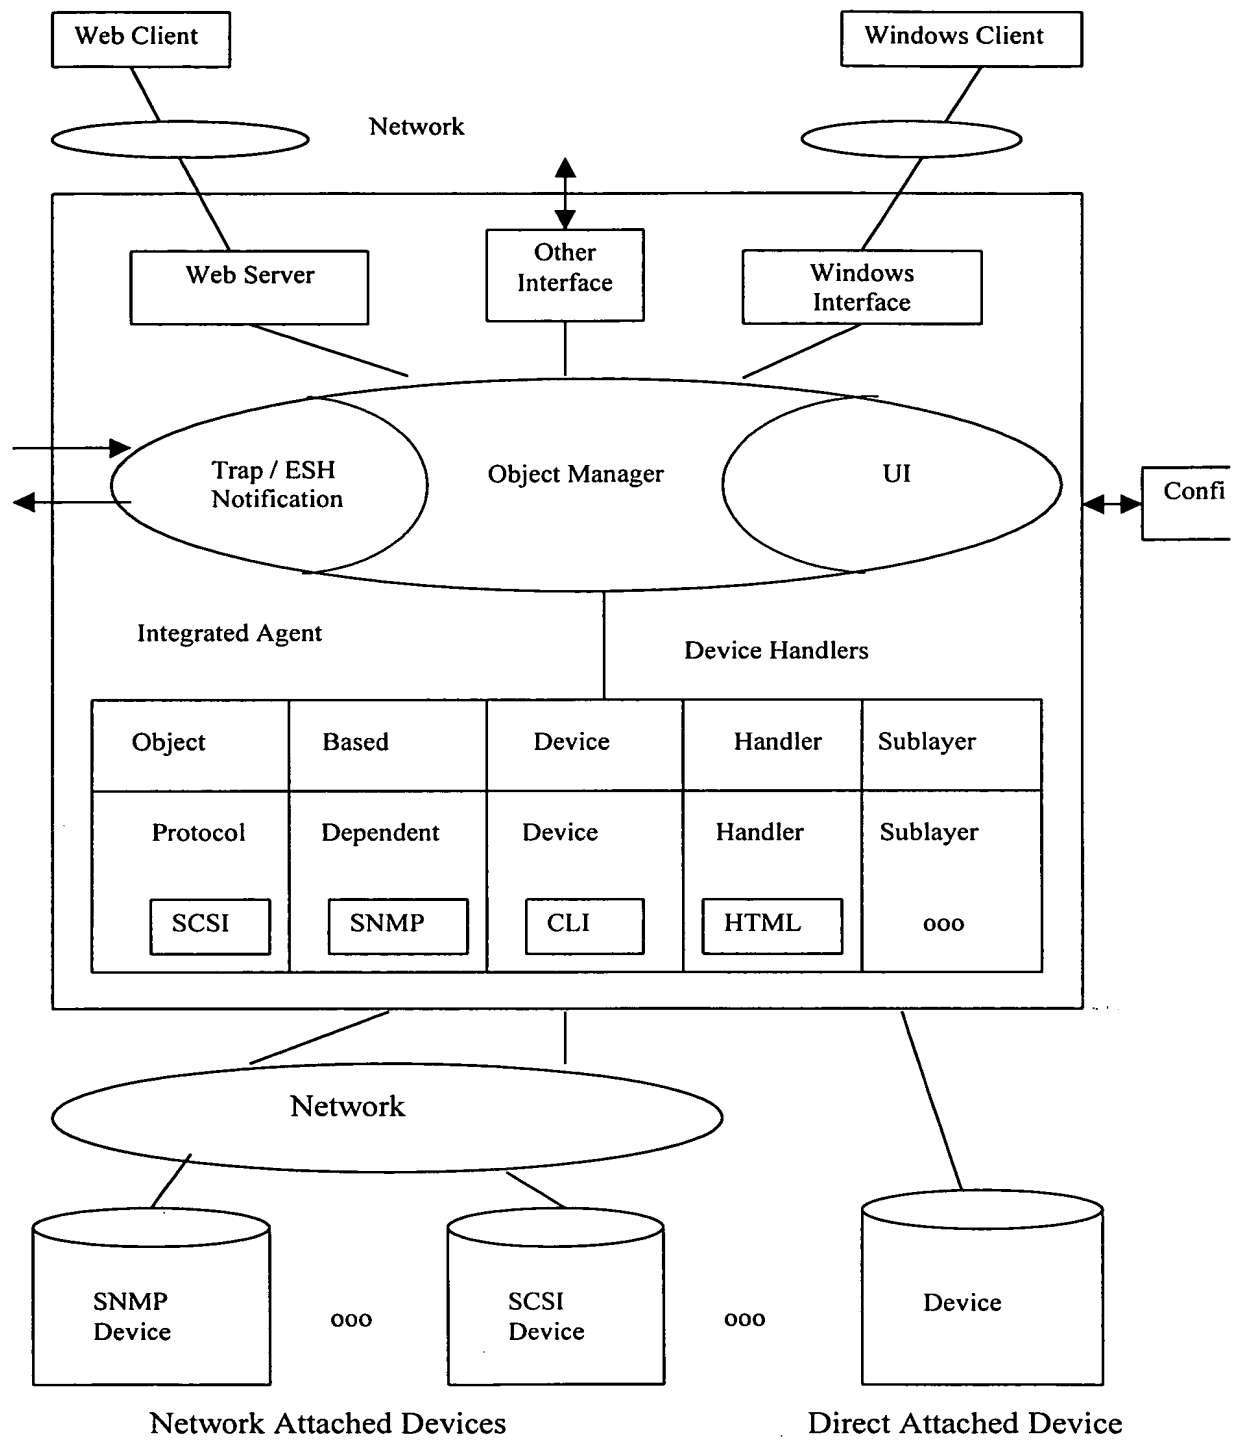 Web Client
Windows Client
Network
Web Server
Other
Interface
Windows
Interface
Trap / ESH
Notification
Object Manager
UI
Confi
Integrated Agent
Device Handlers
Object Based Device Handler Sublayer
Protocol Dependent Device Handler Sublayer
SCSI SNMP CLI HTML ooo
Network
SNMP
Device
ooo
SCSI
Device
ooo
Device
Network Attached Devices
Direct Attached Device